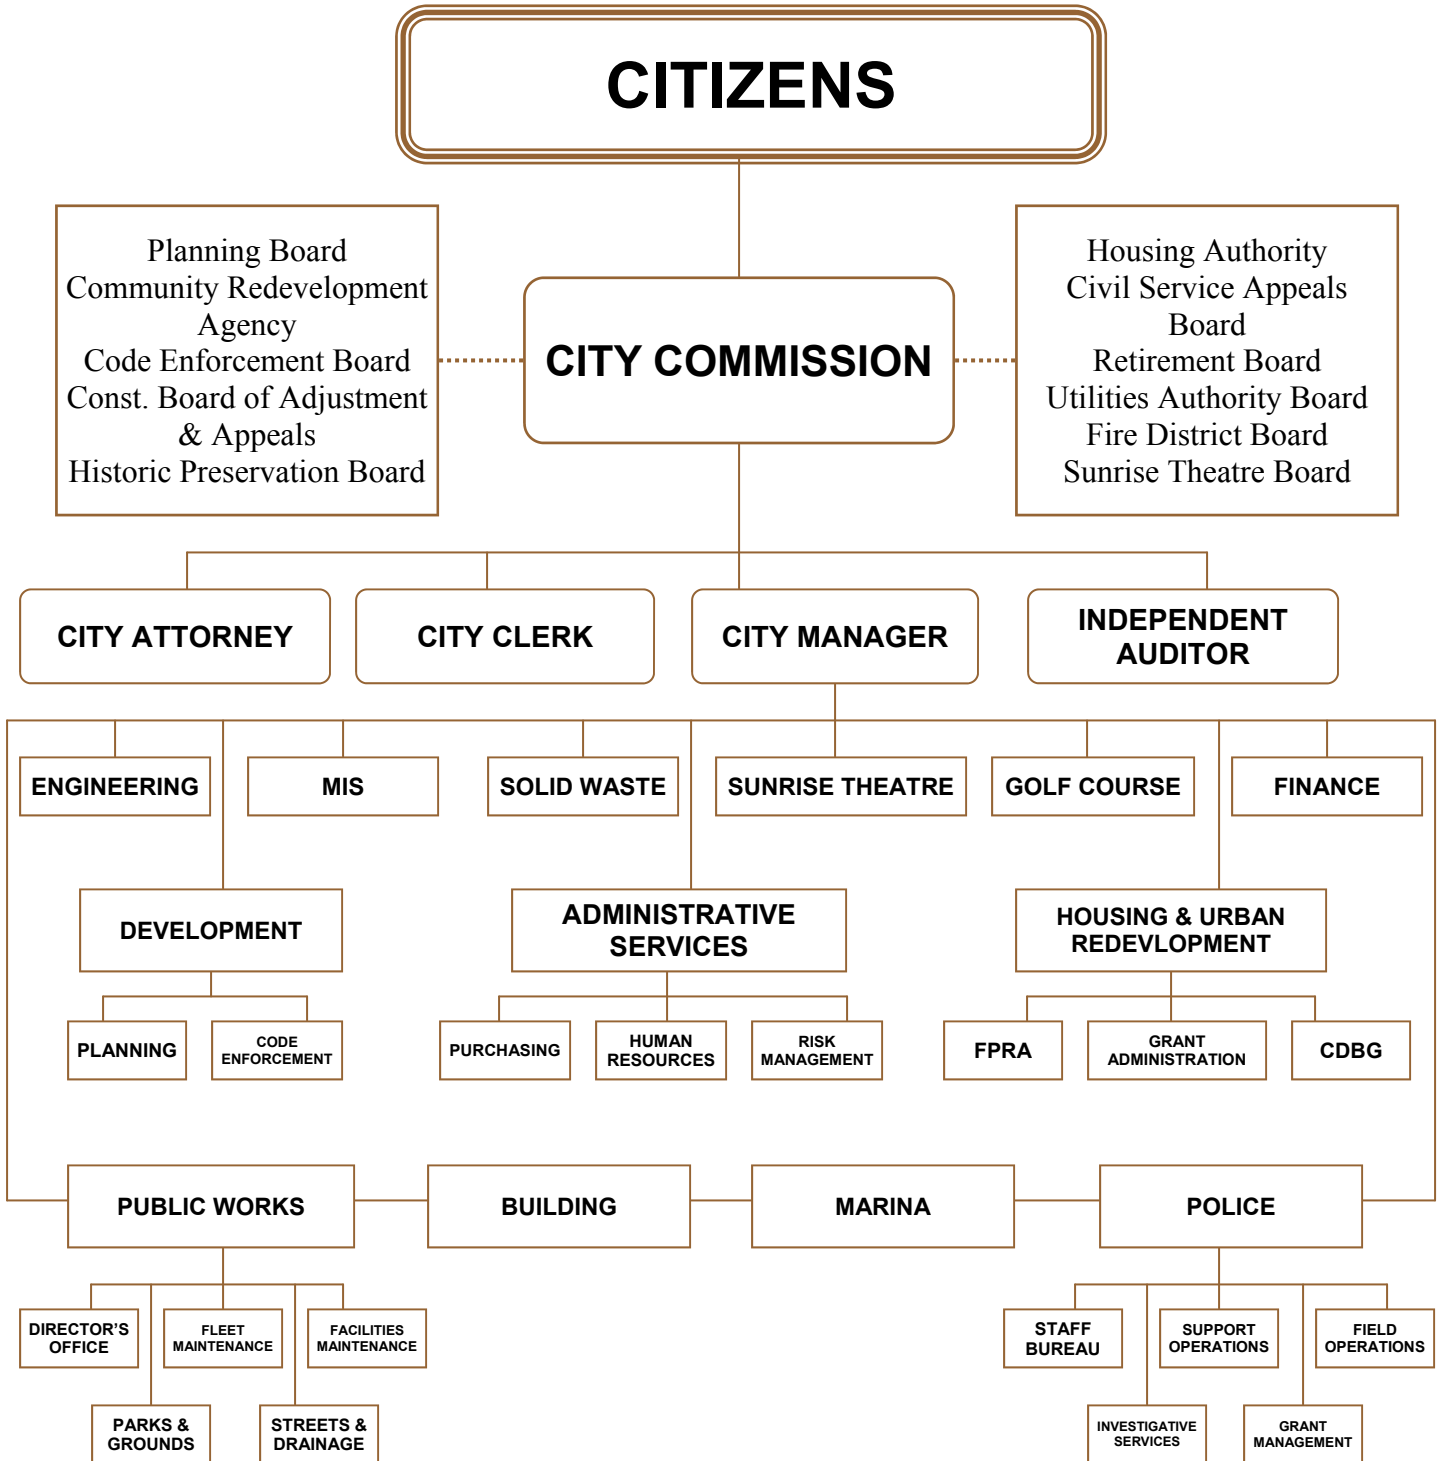 CITIZENS
Planning Board
Community Redevelopment
Agency
Code Enforcement Board
Const. Board of Adjustment
& Appeals
Historic Preservation Board
CITY COMMISSION
Housing Authority
Civil Service Appeals
Board
Retirement Board
Utilities Authority Board
Fire District Board
Sunrise Theatre Board
CITY ATTORNEY
CITY CLERK
CITY MANAGER
INDEPENDENT
AUDITOR
ENGINEERING
MIS
SOLID WASTE
SUNRISE THEATRE
GOLF COURSE
FINANCE
DEVELOPMENT
ADMINISTRATIVE
SERVICES
HOUSING & URBAN
REDEVLOPMENT
PLANNING
CODE
ENFORCEMENT
PURCHASING
HUMAN
RESOURCES
RISK
MANAGEMENT
FPRA
GRANT
ADMINISTRATION
CDBG
PUBLIC WORKS
BUILDING
MARINA
POLICE
DIRECTOR'S
OFFICE
FLEET
MAINTENANCE
FACILITIES
MAINTENANCE
STAFF
BUREAU
SUPPORT
OPERATIONS
FIELD
OPERATIONS
PARKS &
GROUNDS
STREETS &
DRAINAGE
INVESTIGATIVE
SERVICES
GRANT
MANAGEMENT